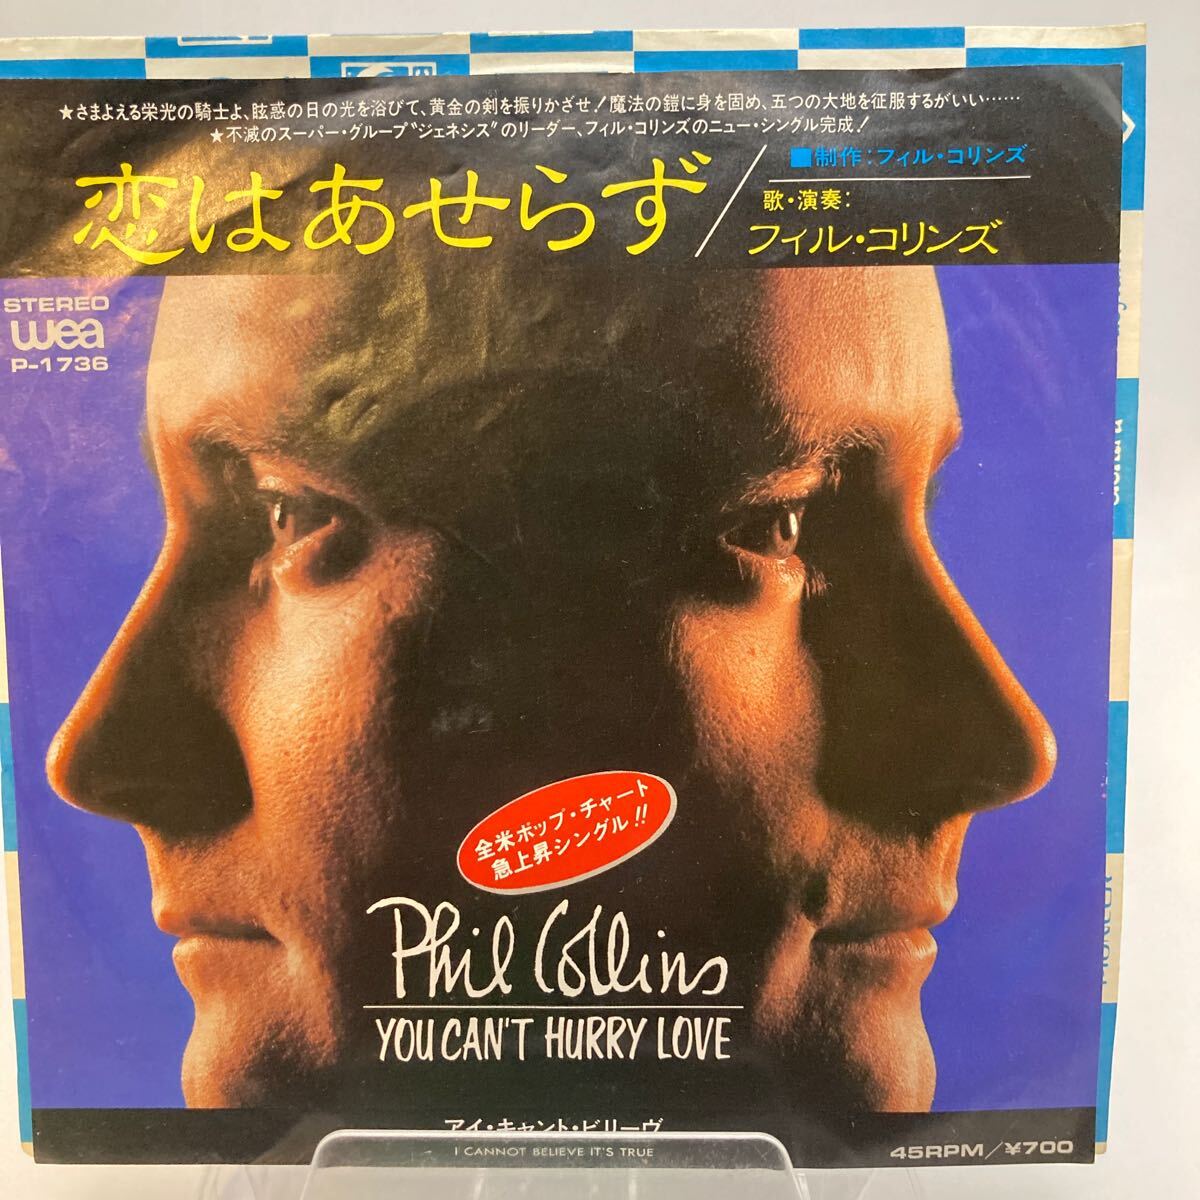 ★さまよえる栄光の騎士よ、眩惑の日の光を浴びて、黄金の剣を振りかざせ!魔法の鎧に身を固め、五つの大地を征服するがいい……
★不滅のスーパー・グループ“ジェネシス”のリーダー、フィル・コリンズのニュー・シングル完成!
恋はあせらず
■制作:フィル・コリンズ
歌・演奏:
フィル・コリンズ
STEREO
wea
P-1736
全米ポップ・チャート
急上昇シングル!!
Phil Collins
YOU CAN'T HURRY LOVE
アイ・キャント・ビリーヴ
I CANNOT BELIEVE IT'S TRUE
45RPM/¥700
PIONEER